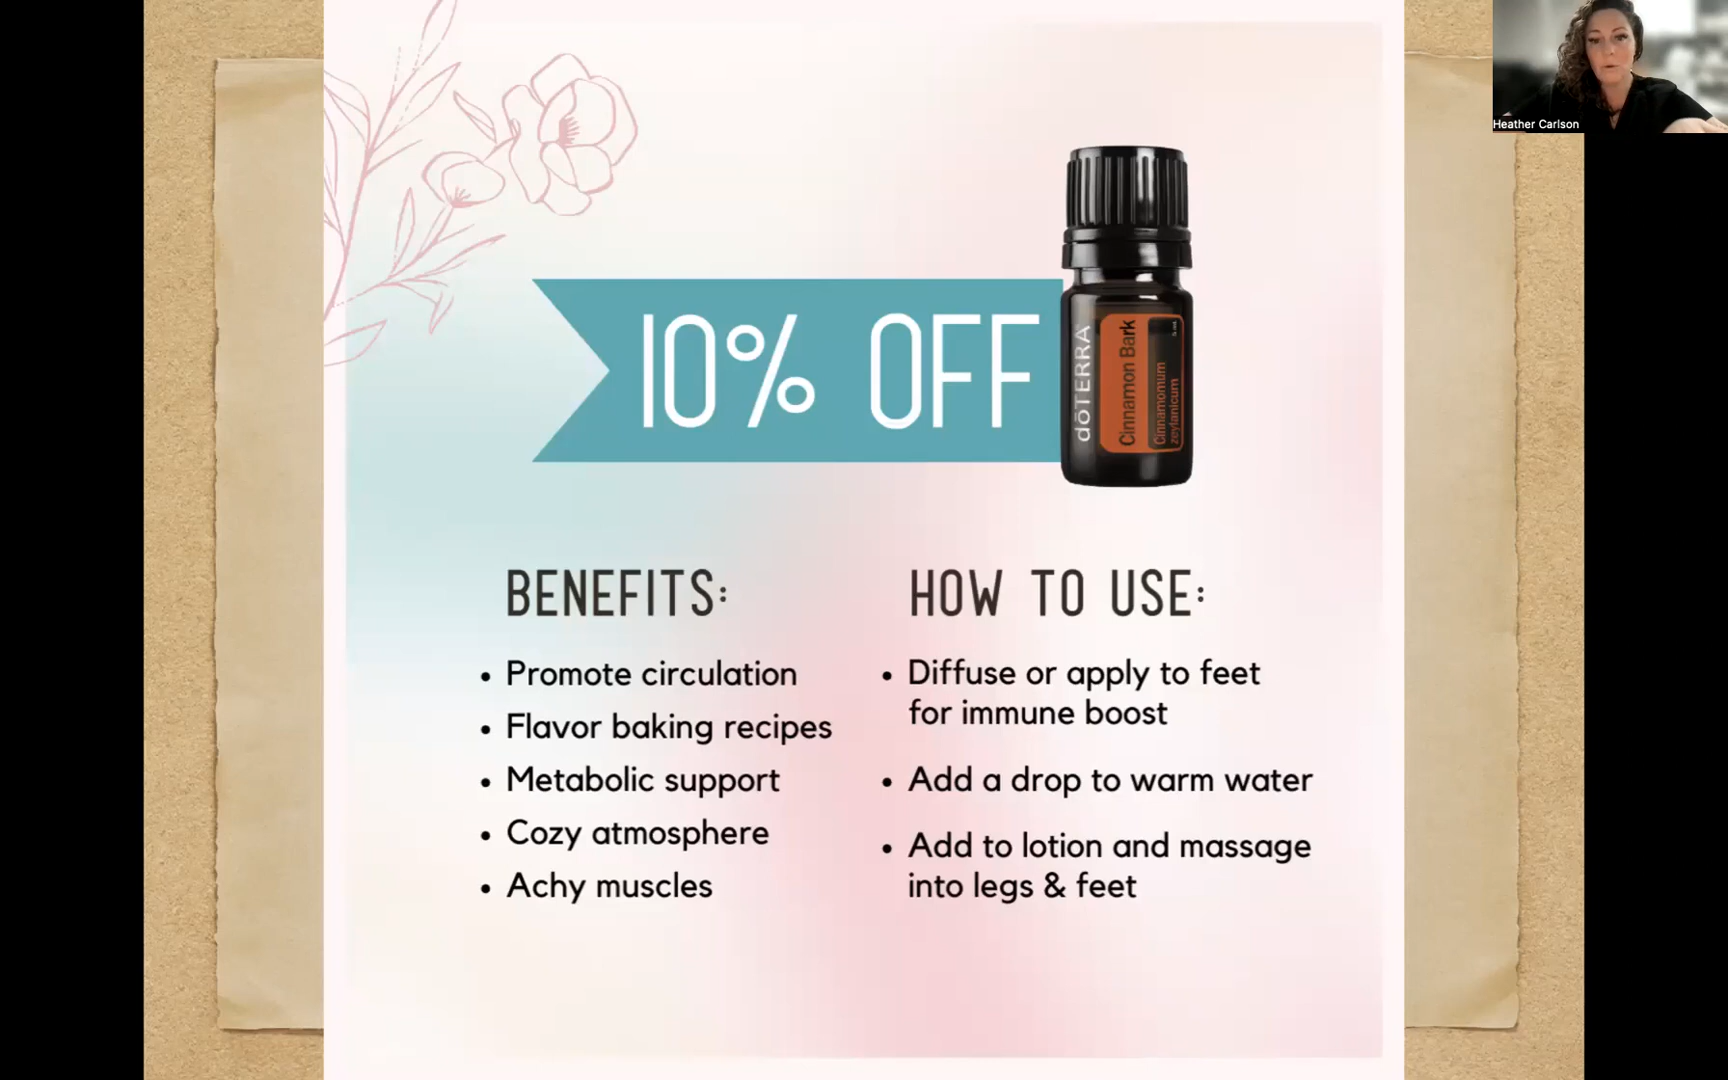 Heather Carlson
10% OFF
dōTERRA
Cinnamon Bark
Cinnamomum
zeylanicum
BENEFITS:
• Promote circulation
• Flavor baking recipes
• Metabolic support
• Cozy atmosphere
• Achy muscles
HOW TO USE:
• Diffuse or apply to feet
for immune boost
• Add a drop to warm water
• Add to lotion and massage
into legs & feet